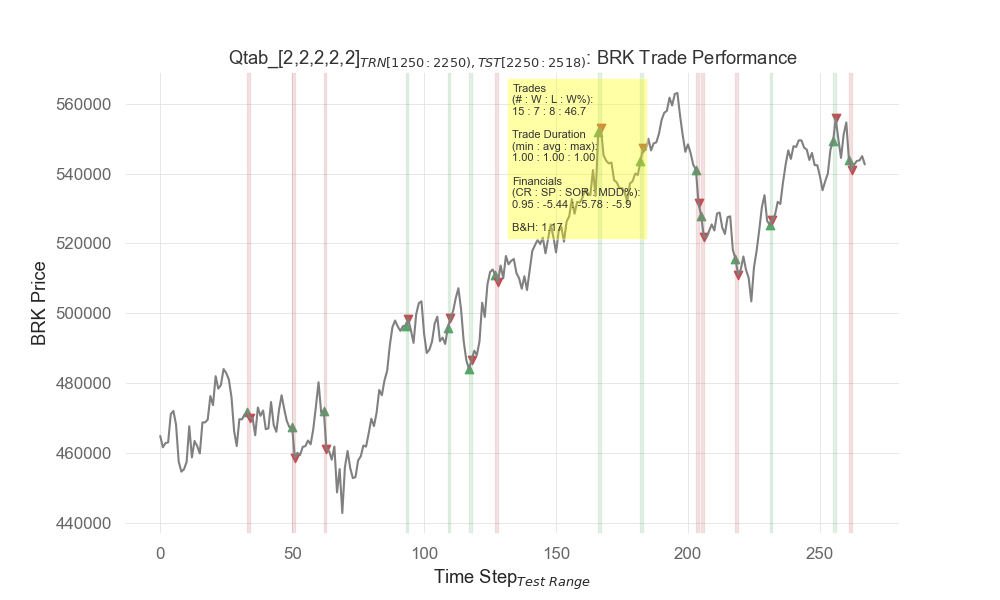 Qtab_[2,2,2,2,2]TRN[1250:2250),TST[2250:2518): BRK Trade Performance
Trades
(# : W : L : W%):
15 : 7 : 8 : 46.7
Trade Duration
(min : avg : max):
1.00 : 1.00 : 1.00
Financials
(CR : SP : SOR : MDD%):
0.95 : -5.44 : -5.78 : -5.9
B&H: 1.17
BRK Price
560000
540000
520000
500000
480000
460000
440000
0 50 100 150 200 250
Time StepTest Range